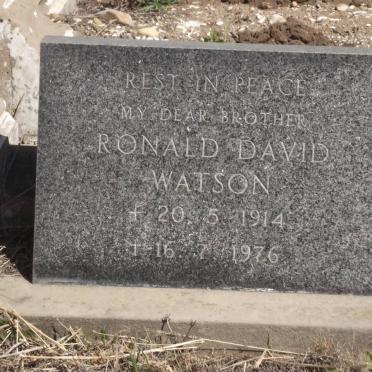 REST IN PEACE
MY DEAR BROTHER
RONALD DAVID
WATSON
✢ 20. 5. 1914
✝ 16. 7. 1976